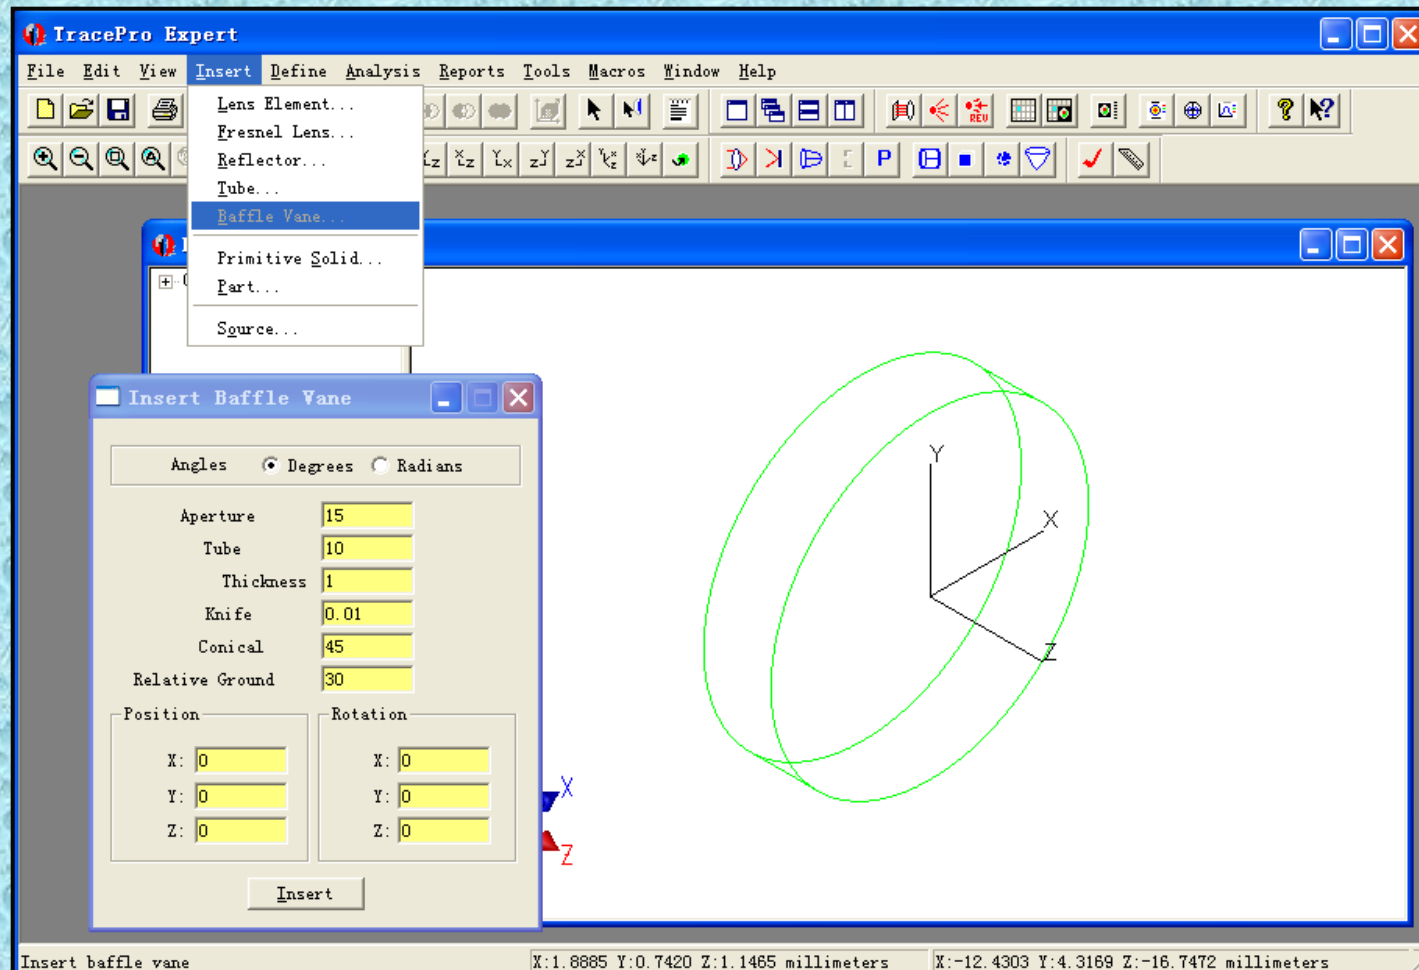 TracePro Expert
File Edit View Insert Define Analysis Reports Tools Macros Window Help
Lens Element...
Fresnel Lens...
Reflector...
Tube...
Baffle Vane...
Primitive Solid...
Part...
Source...
REV
P
Insert Baffle Vane
Angles Degrees Radians
Aperture 15
Tube 10
Thickness 1
Knife 0.01
Conical 45
Relative Ground 30
Position Rotation
X: 0 X: 0
Y: 0 Y: 0
Z: 0 Z: 0
Insert
Y
X
Z
X
Z
Insert baffle vane X:1.8885 Y:0.7420 Z:1.1465 millimeters X:-12.4303 Y:4.3169 Z:-16.7472 millimeters